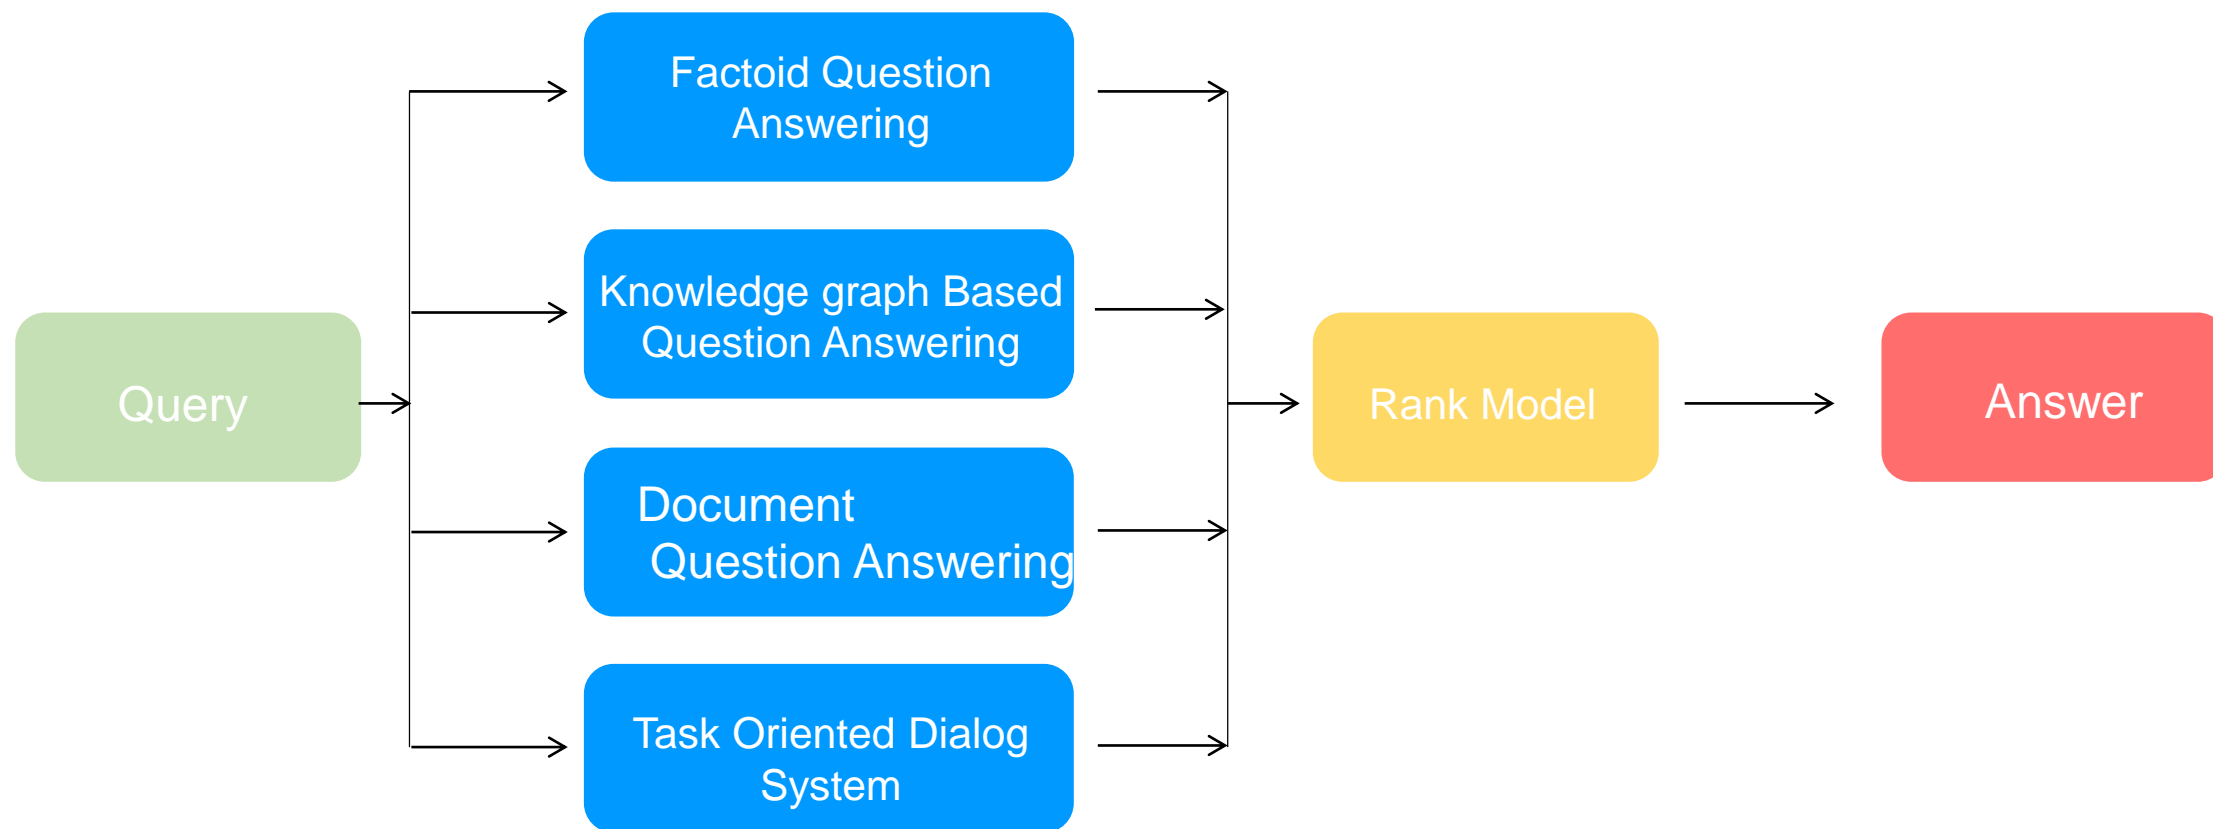 Query
Factoid Question
Answering
Knowledge graph Based
Question Answering
Document
Question Answering
Task Oriented Dialog
System
Rank Model
Answer